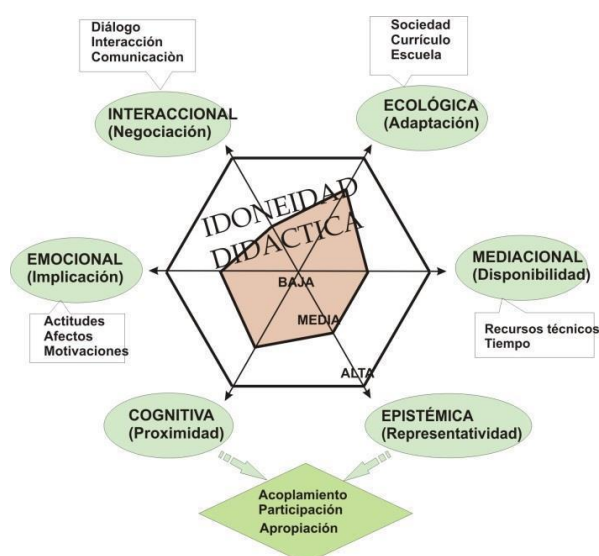 Diálogo
Interacción
Comunicaciòn
Sociedad
Currículo
Escuela
INTERACCIONAL
(Negociación)
ECOLÓGICA
(Adaptación)
IDONEIDAD
DIDACTICA
EMOCIONAL
(Implicación)
MEDIACIONAL
(Disponibilidad)
BAJA
MEDIA
ALTA
Actitudes
Afectos
Motivaciones
Recursos técnicos
Tiempo
COGNITIVA
(Proximidad)
EPISTÉMICA
(Representatividad)
Acoplamiento
Participación
Apropiación